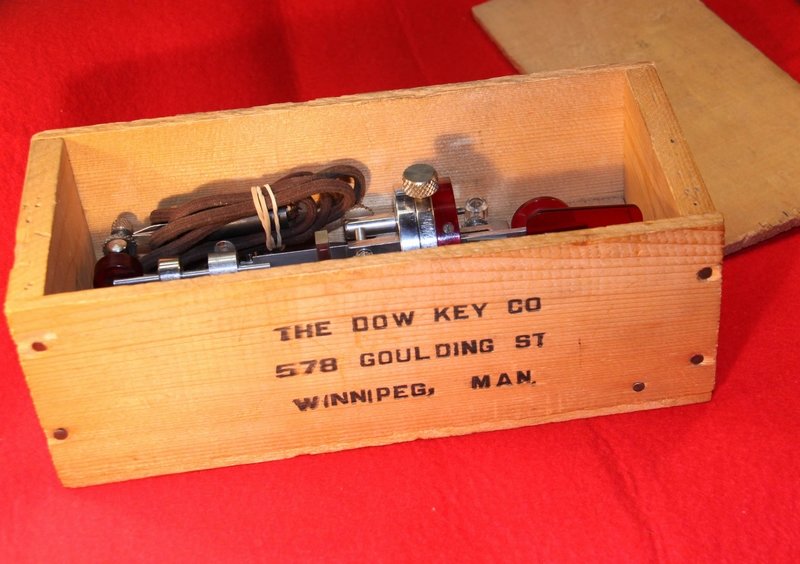 THE DOW KEY CO
578 GOULDING ST
WINNIPEG, MAN.